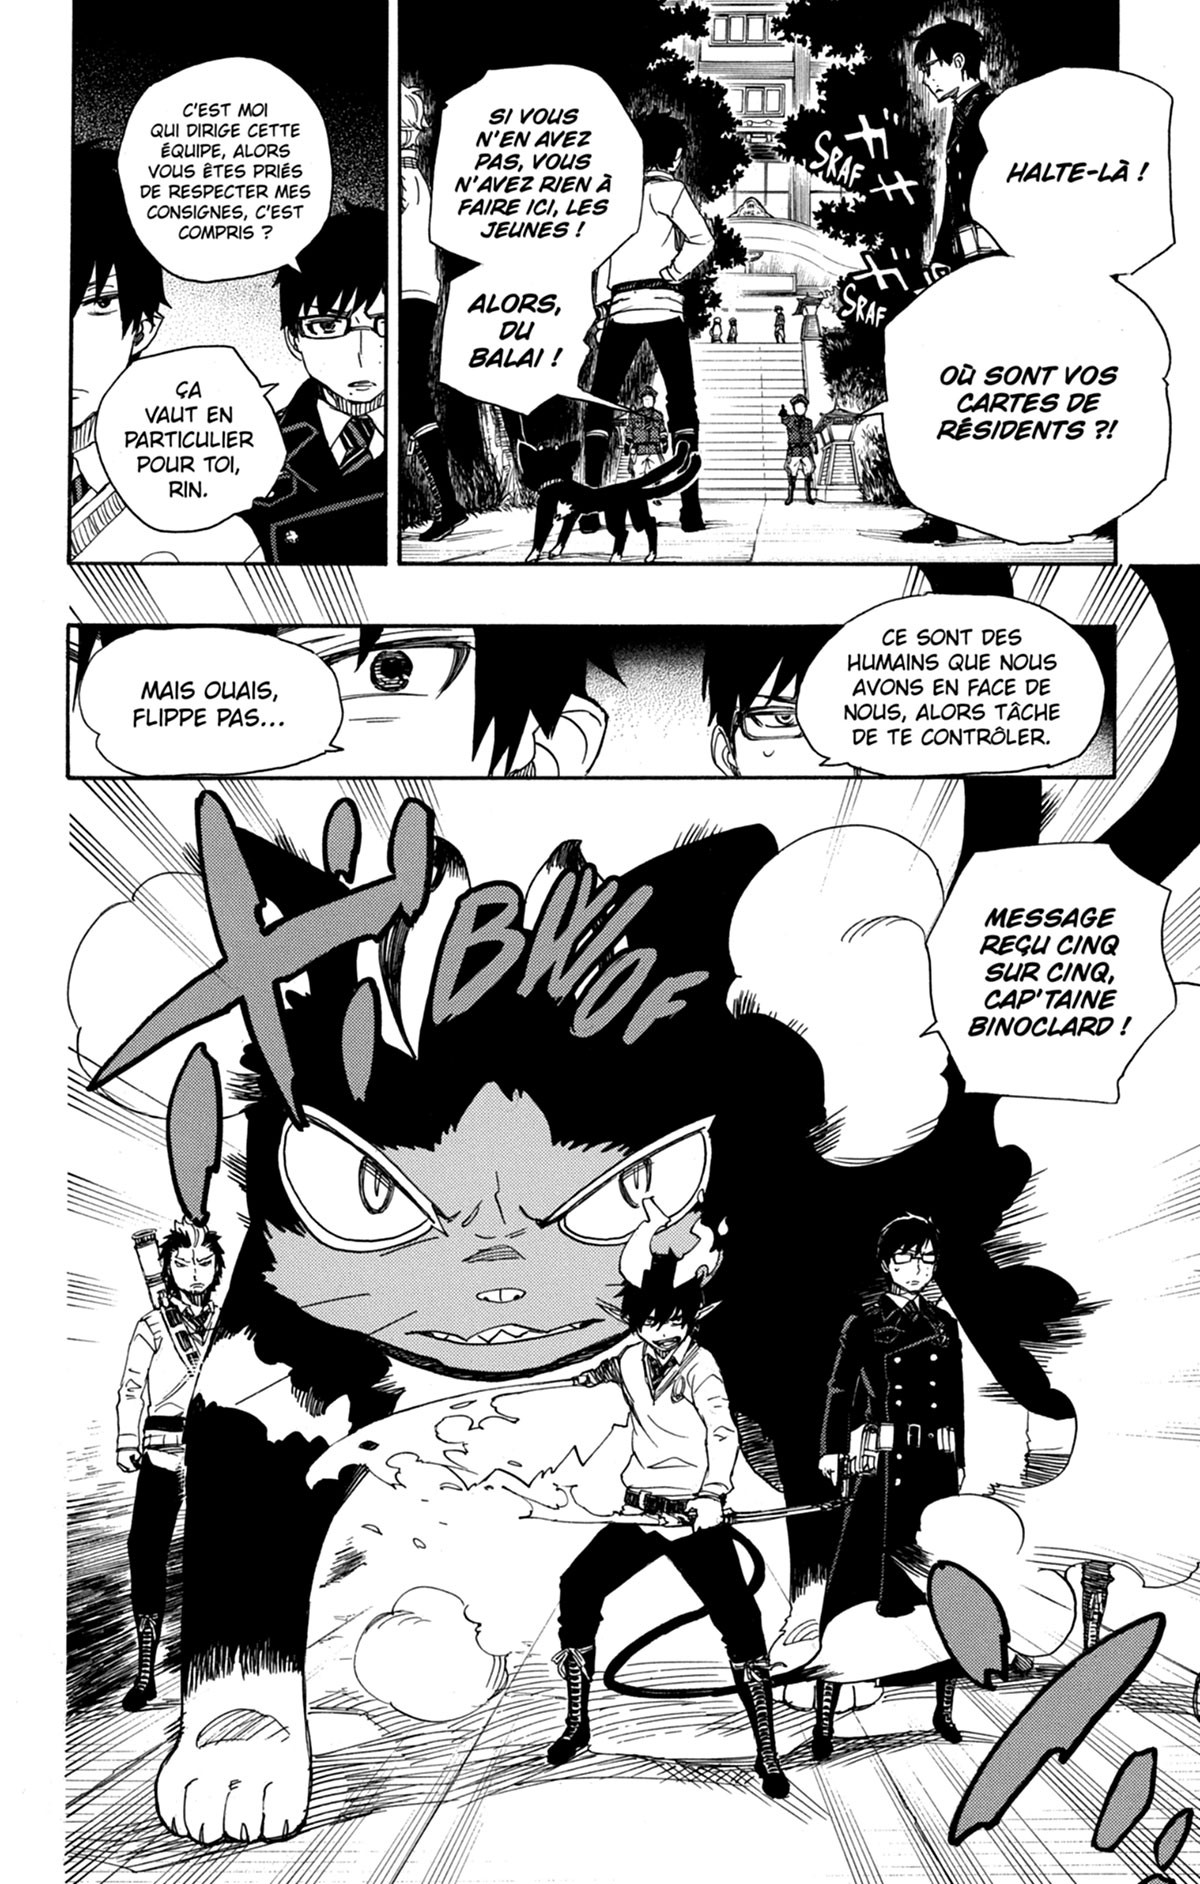 HALTE-LÀ !
OÙ SONT VOS
CARTES DE
RÉSIDENTS ?!
ザッ
SRAF
ザッ
SRAF
SI VOUS
N'EN AVEZ
PAS, VOUS
N'AVEZ RIEN À
FAIRE ICI, LES
JEUNES !
ALORS,
DU
BALAI !
C'EST MOI
QUI DIRIGE CETTE
ÉQUIPE, ALORS
VOUS ÊTES PRIÉS
DE RESPECTER MES
CONSIGNES, C'EST
COMPRIS ?
ÇA
VAUT EN
PARTICULIER
POUR TOI,
RIN.
CE SONT DES
HUMAINS QUE NOUS
AVONS EN FACE DE
NOUS, ALORS TÂCHE
DE TE CONTRÔLER.
MAIS OUAIS,
FLIPPE PAS...
MESSAGE
REÇU CINQ
SUR CINQ,
CAP'TAINE
BINOCLARD !
BWOF